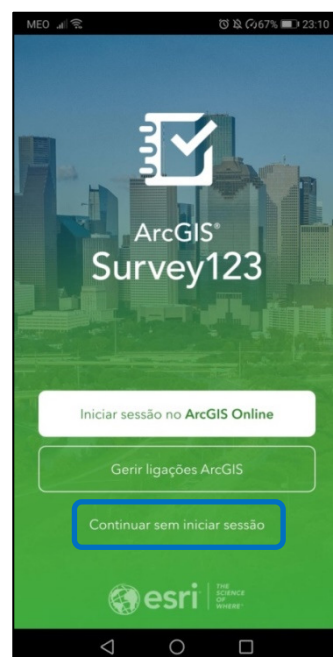 MEO 67% 23:10
ArcGIS®
Survey123
Iniciar sessão no ArcGIS Online
Gerir ligações ArcGIS
Continuar sem iniciar sessão
esri
THE
SCIENCE
OF
WHERE®